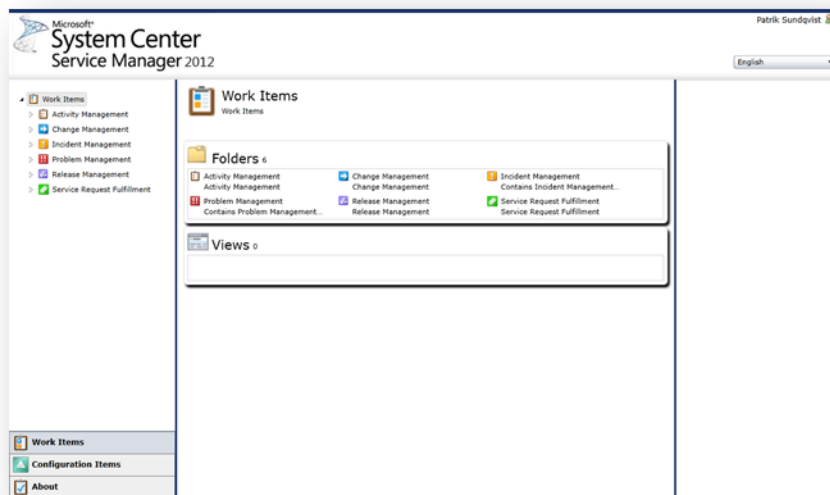 Microsoft®
System Center
Service Manager 2012
Patrik Sundqvist
English
Work Items
Activity Management
Change Management
Incident Management
Problem Management
Release Management
Service Request Fulfillment
Work Items
Work Items
Folders 6
Activity Management
Activity Management
Change Management
Change Management
Incident Management
Contains Incident Management...
Problem Management
Contains Problem Management...
Release Management
Release Management
Service Request Fulfillment
Service Request Fulfillment
Views 0
Work Items
Configuration Items
About